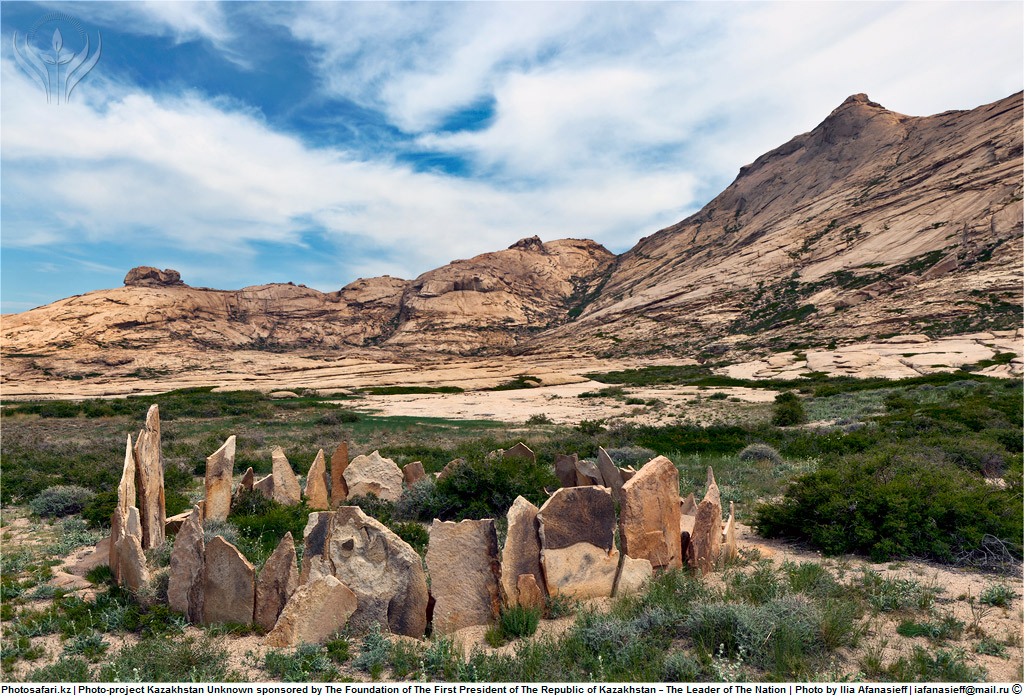 Photosafari.kz | Photo-project Kazakhstan Unknown sponsored by The Foundation of The First President of The Republic of Kazakhstan – The Leader of The Nation | Photo by Ilia Afanasieff | iafanasieff@mail.ru ©